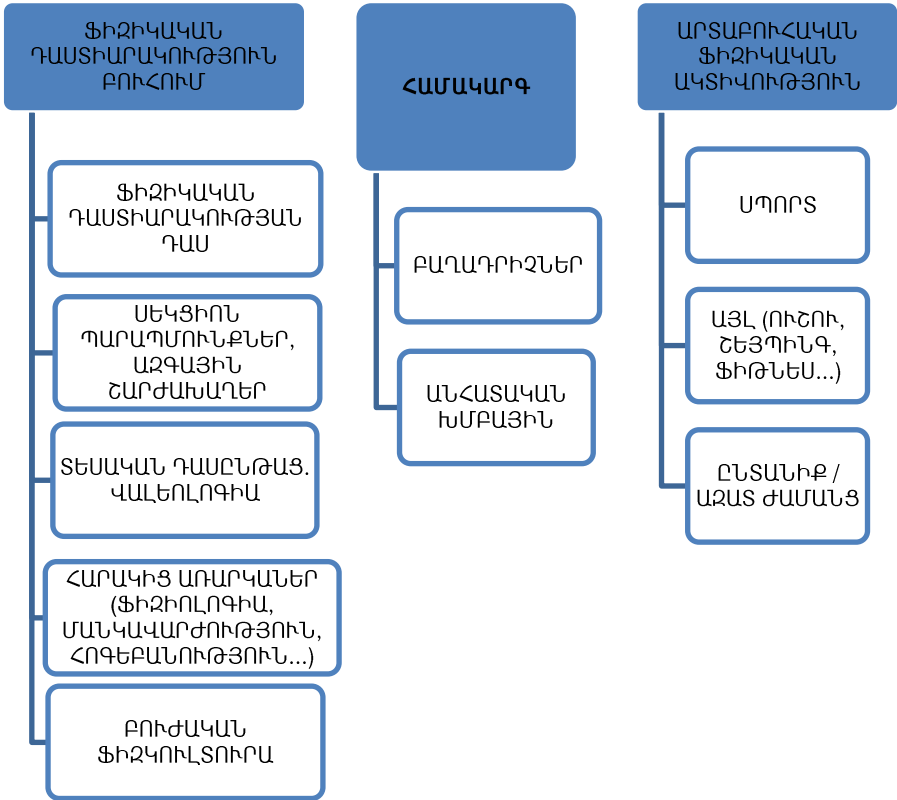 ՖԻԶԻԿԱԿԱՆ
ԴԱՍՏԻԱՐԱԿՈՒԹՅՈՒՆ
ԲՈՒՀՈՒՄ
ՖԻԶԻԿԱԿԱՆ
ԴԱՍՏԻԱՐԱԿՈՒԹՅԱՆ
ԴԱՍ
ՍԵԿՑԻՈՆ
ՊԱՐԱՊՄՈՒՆՔՆԵՐ,
ԱԶԳԱՅԻՆ
ՇԱՐԺԱԽԱՂԵՐ
ՏԵՍԱԿԱՆ ԴԱՍԸՆԹԱՑ.
ՎԱԼԵՈԼՈԳԻԱ
ՀԱՐԱԿԻՑ ԱՌԱՐԿԱՆԵՐ
(ՖԻԶԻՈԼՈԳԻԱ,
ՄԱՆԿԱՎԱՐԺՈՒԹՅՈՒՆ,
ՀՈԳԵԲԱՆՈՒԹՅՈՒՆ...)
ԲՈՒԺԱԿԱՆ
ՖԻԶԿՈՒԼՏՈՒՐԱ
ՀԱՄԱԿԱՐԳ
ԲԱՂԱԴՐԻՉՆԵՐ
ԱՆՀԱՏԱԿԱՆ
ԽՄԲԱՅԻՆ
ԱՐՏԱԲՈՒՀԱԿԱՆ
ՖԻԶԻԿԱԿԱՆ
ԱԿՏԻՎՈՒԹՅՈՒՆ
ՍՊՈՐՏ
ԱՅԼ (ՈՒՇՈՒ,
ՇԵՅՊԻՆԳ,
ՖԻԹՆԵՍ...)
ԸՆՏԱՆԻՔ /
ԱԶԱՏ ԺԱՄԱՆՑ